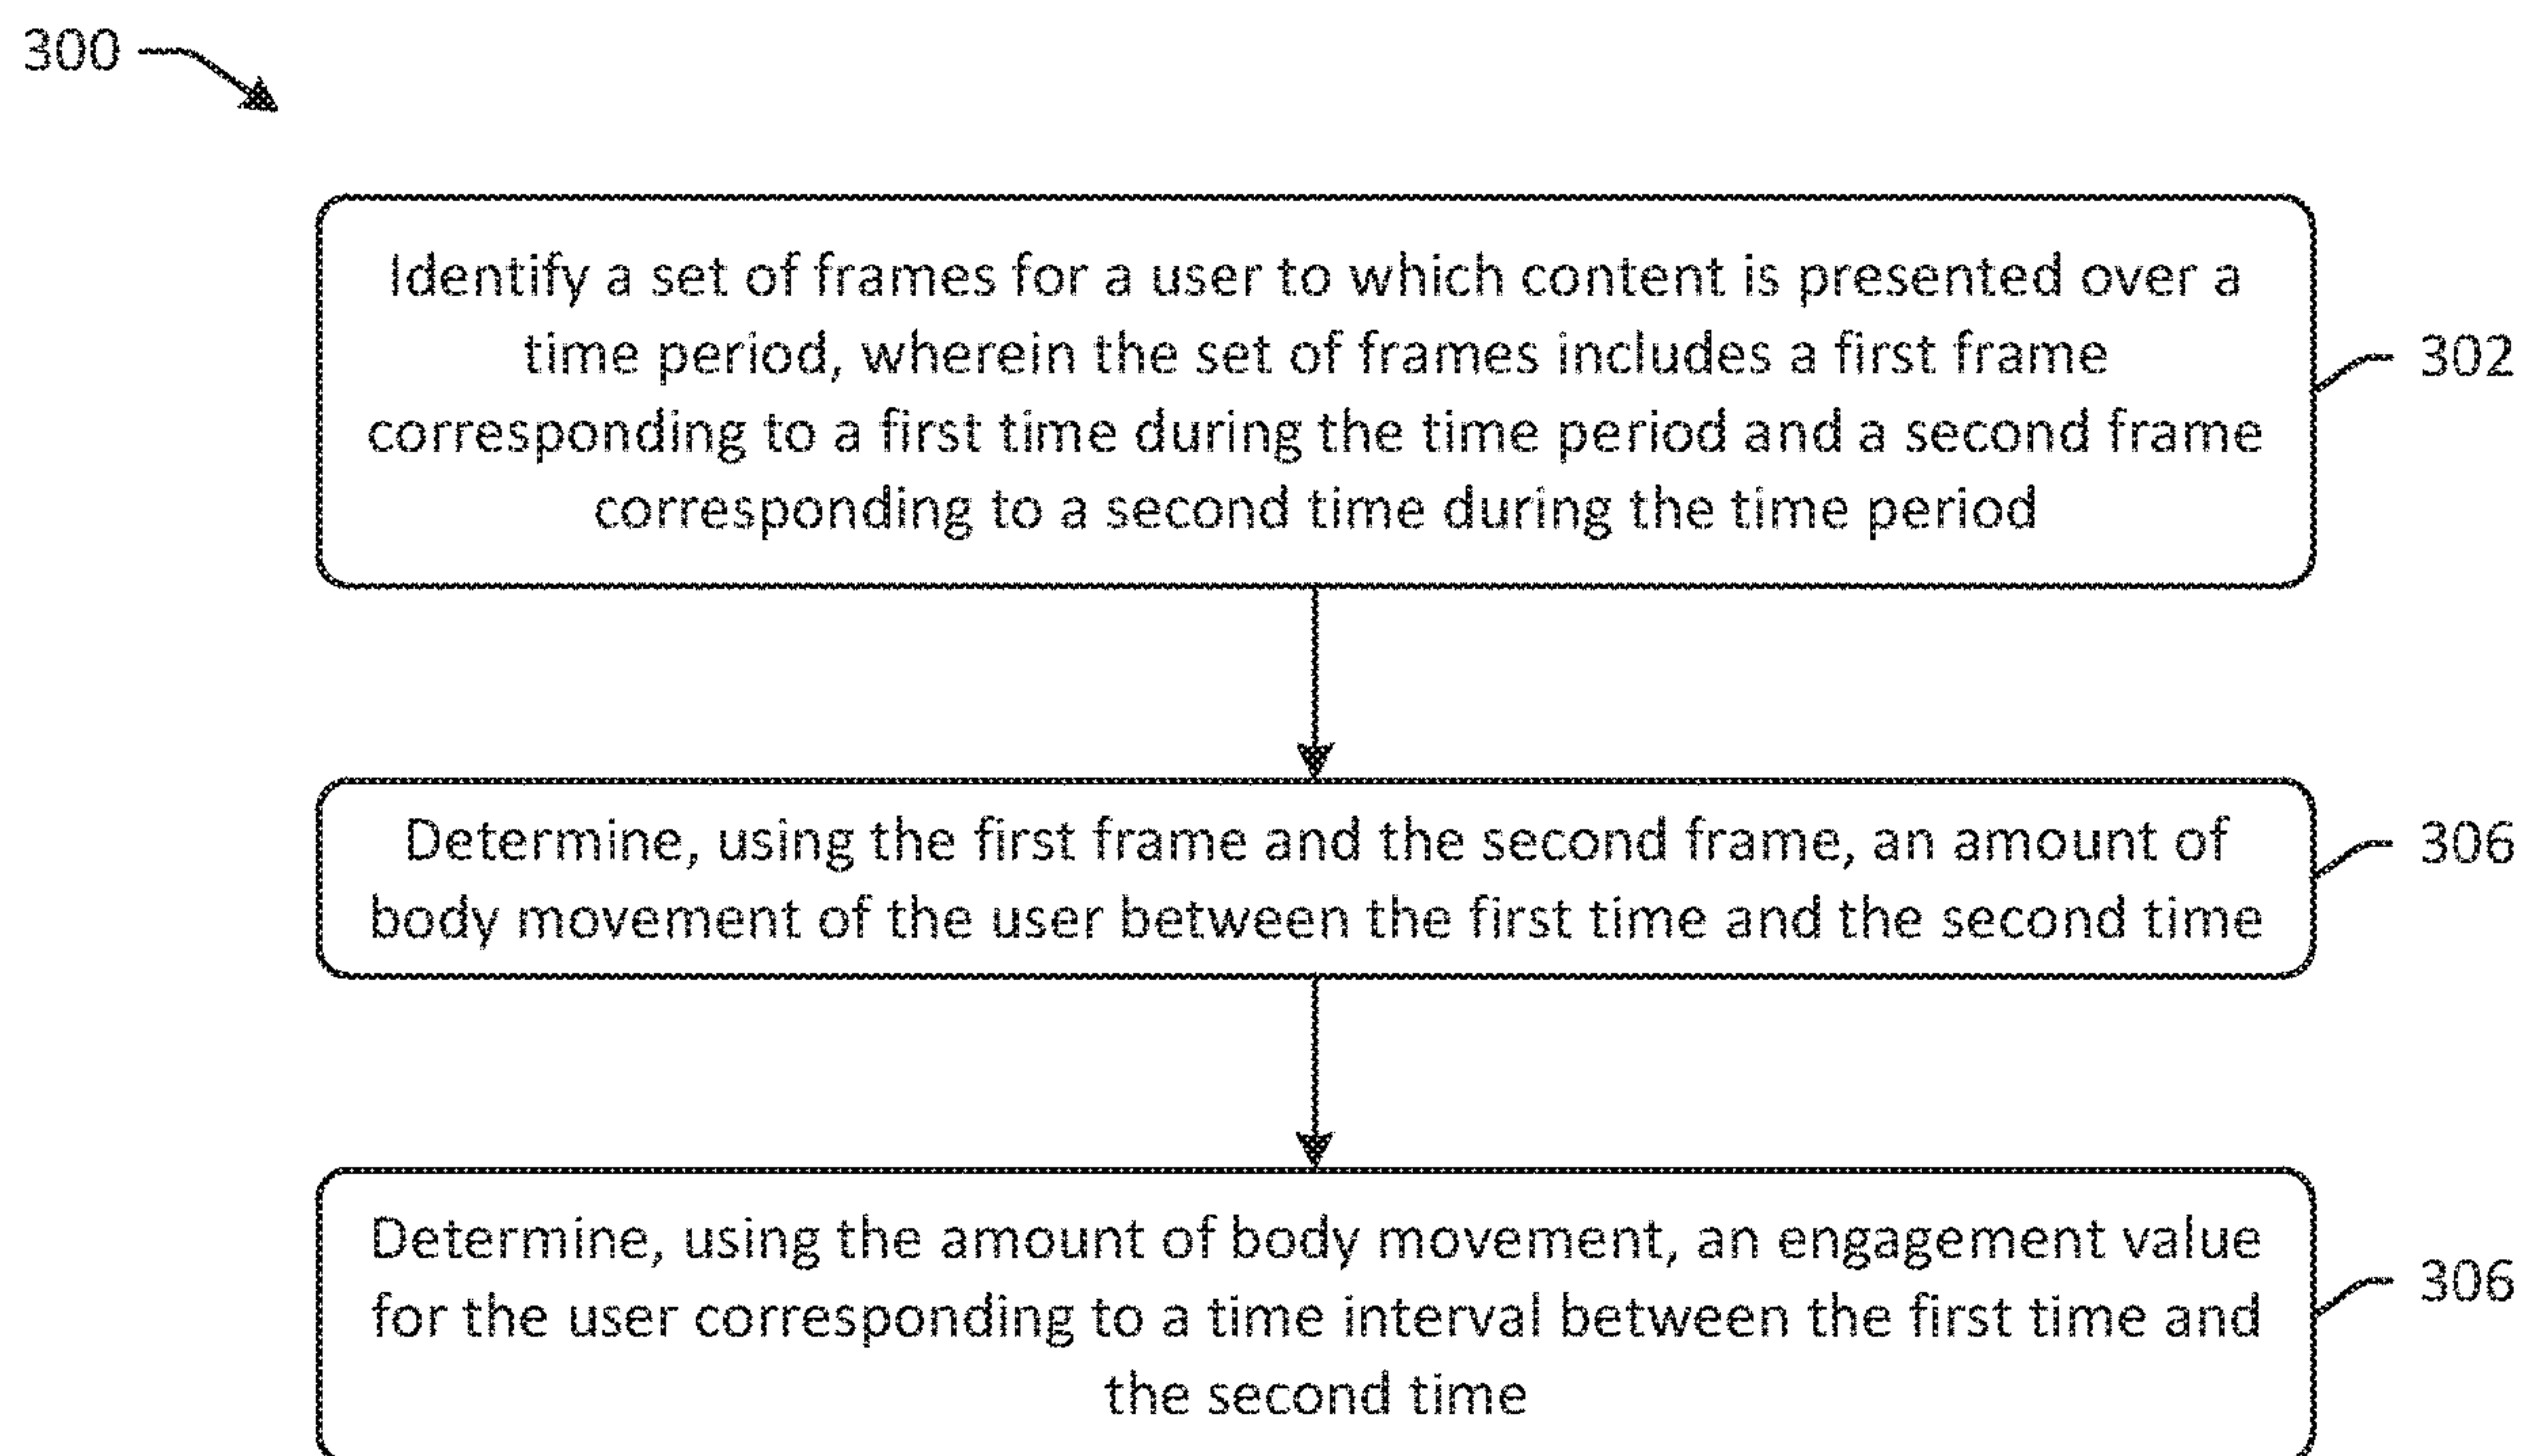 300
Identify a set of frames for a user to which content is presented over a
time period, wherein the set of frames includes a first frame
corresponding to a first time during the time period and a second frame
corresponding to a second time during the time period
302
Determine, using the first frame and the second frame, an amount of
body movement of the user between the first time and the second time
306
Determine, using the amount of body movement, an engagement value
for the user corresponding to a time interval between the first time and
the second time
306